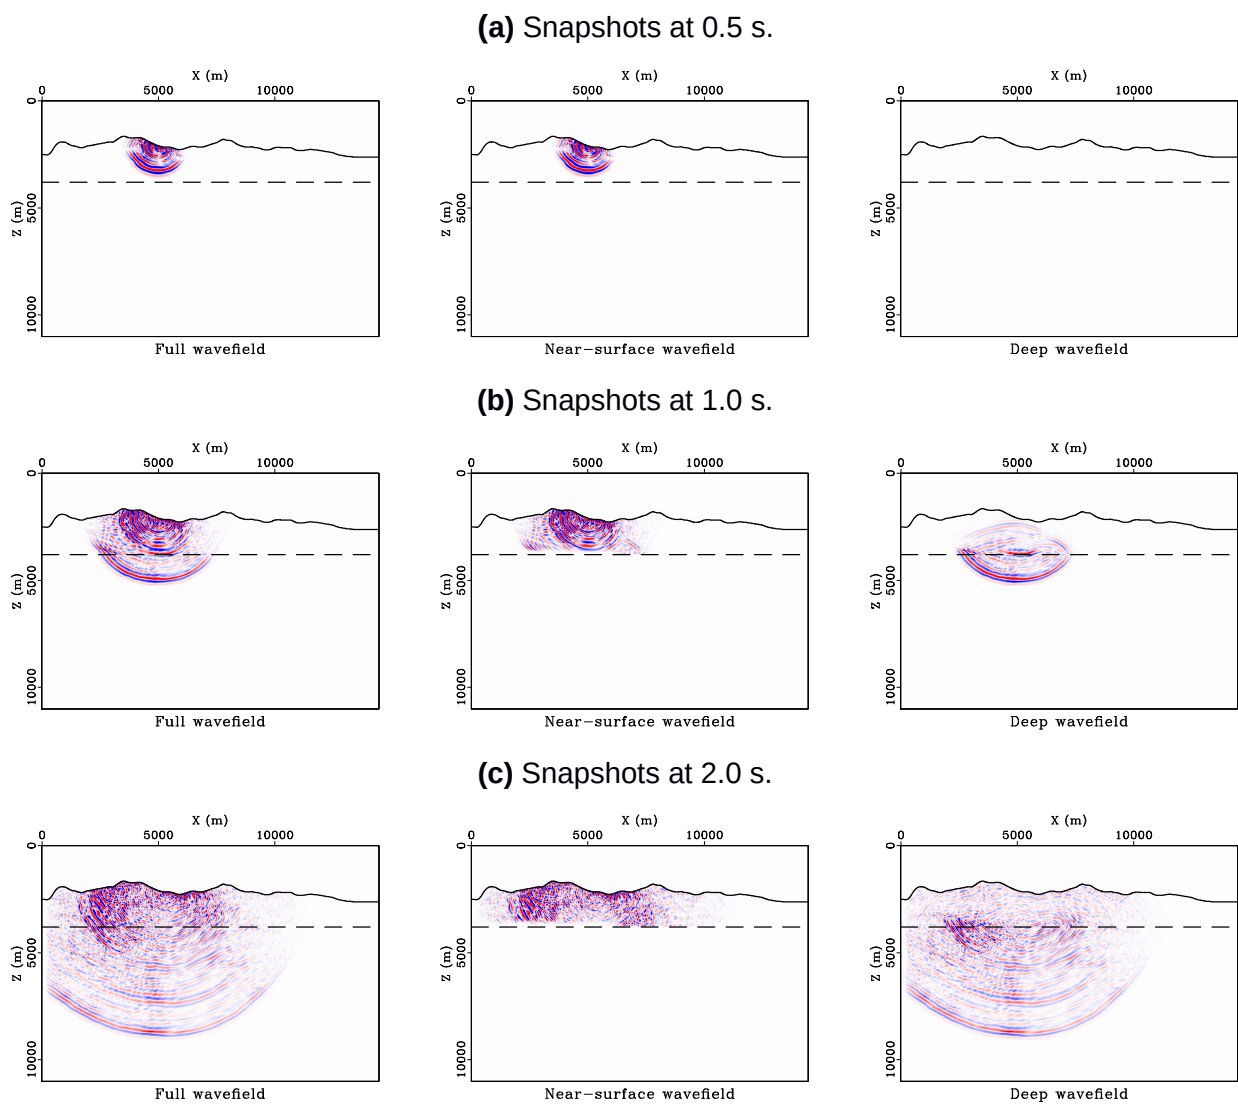 (a) Snapshots at 0.5 s.
X (m) X (m) X (m)
0 5000 10000 0 5000 10000 0 5000 10000
0 0 0
Z (m) 5000 Z (m) 5000 Z (m) 5000
10000 10000 10000
Full wavefield Near-surface wavefield Deep wavefield
(b) Snapshots at 1.0 s.
X (m) X (m) X (m)
0 5000 10000 0 5000 10000 0 5000 10000
0 0 0
Z (m) 5000 Z (m) 5000 Z (m) 5000
10000 10000 10000
Full wavefield Near-surface wavefield Deep wavefield
(c) Snapshots at 2.0 s.
X (m) X (m) X (m)
0 5000 10000 0 5000 10000 0 5000 10000
0 0 0
Z (m) 5000 Z (m) 5000 Z (m) 5000
10000 10000 10000
Full wavefield Near-surface wavefield Deep wavefield